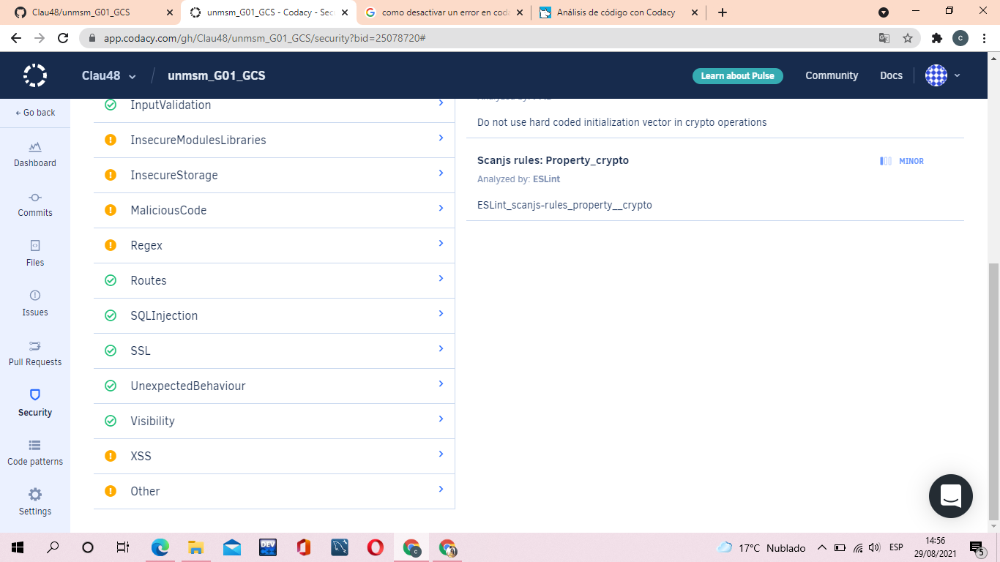 Clau48/unmsm_G01_GCS
unmsm_G01_GCS - Codacy - Sec
como desactivar un error en coda
Análisis de código con Codacy
app.codacy.com/gh/Clau48/unmsm_G01_GCS/security?bid=25078720#
c
Clau48
/
unmsm_G01_GCS
Learn about Pulse
Community
Docs
← Go back
Dashboard
Commits
Files
Issues
Pull Requests
Security
Code patterns
Settings
InputValidation
InsecureModulesLibraries
InsecureStorage
MaliciousCode
Regex
Routes
SQLInjection
SSL
UnexpectedBehaviour
Visibility
XSS
Other
Do not use hard coded initialization vector in crypto operations
Scanjs rules: Property_crypto
MINOR
Analyzed by: ESLint
ESLint_scanjs-rules_property__crypto
DEV
c
17°C Nublado
ESP
14:56
29/08/2021
5